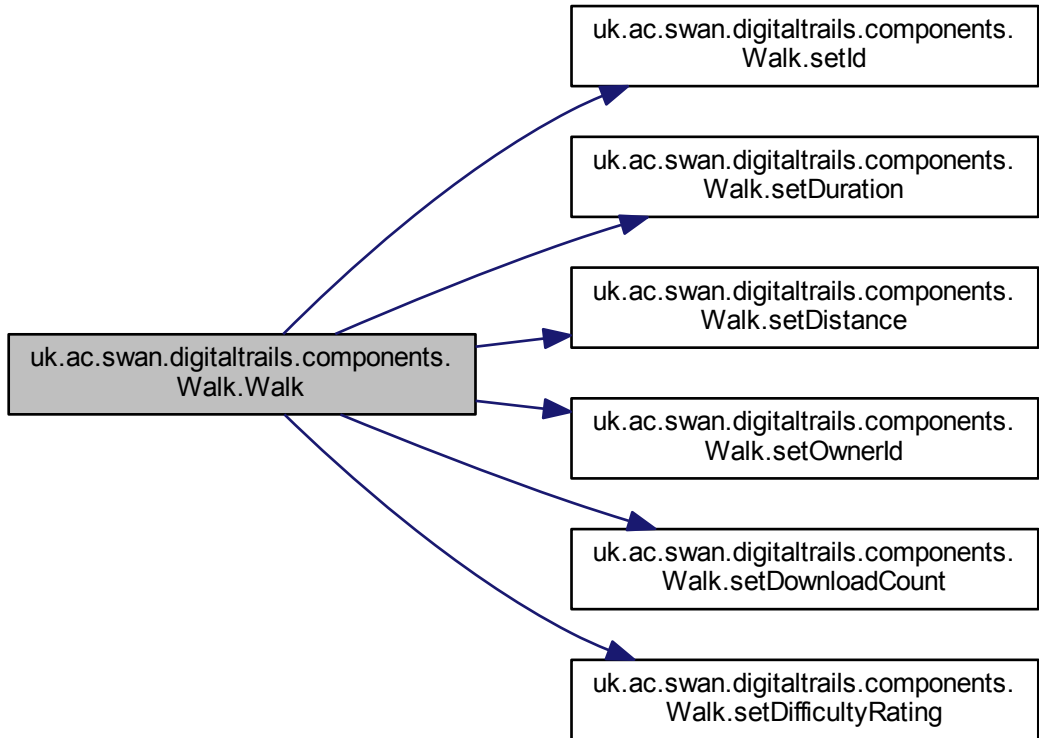 uk.ac.swan.digitaltrails.components.
Walk.setId
uk.ac.swan.digitaltrails.components.
Walk.setDuration
uk.ac.swan.digitaltrails.components.
Walk.setDistance
uk.ac.swan.digitaltrails.components.
Walk.Walk
uk.ac.swan.digitaltrails.components.
Walk.setOwnerId
uk.ac.swan.digitaltrails.components.
Walk.setDownloadCount
uk.ac.swan.digitaltrails.components.
Walk.setDifficultyRating